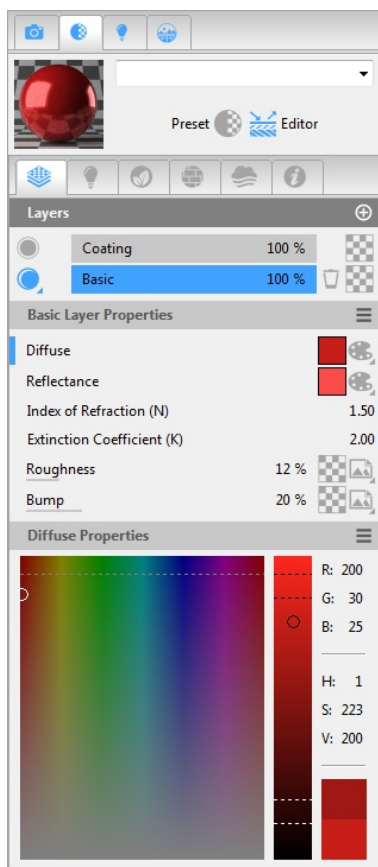 Preset Editor
Layers
Coating 100 %
Basic 100 %
Basic Layer Properties
Diffuse
Reflectance
Index of Refraction (N) 1.50
Extinction Coefficient (K) 2.00
Roughness 12 %
Bump 20 %
Diffuse Properties
R: 200
G: 30
B: 25
H: 1
S: 223
V: 200